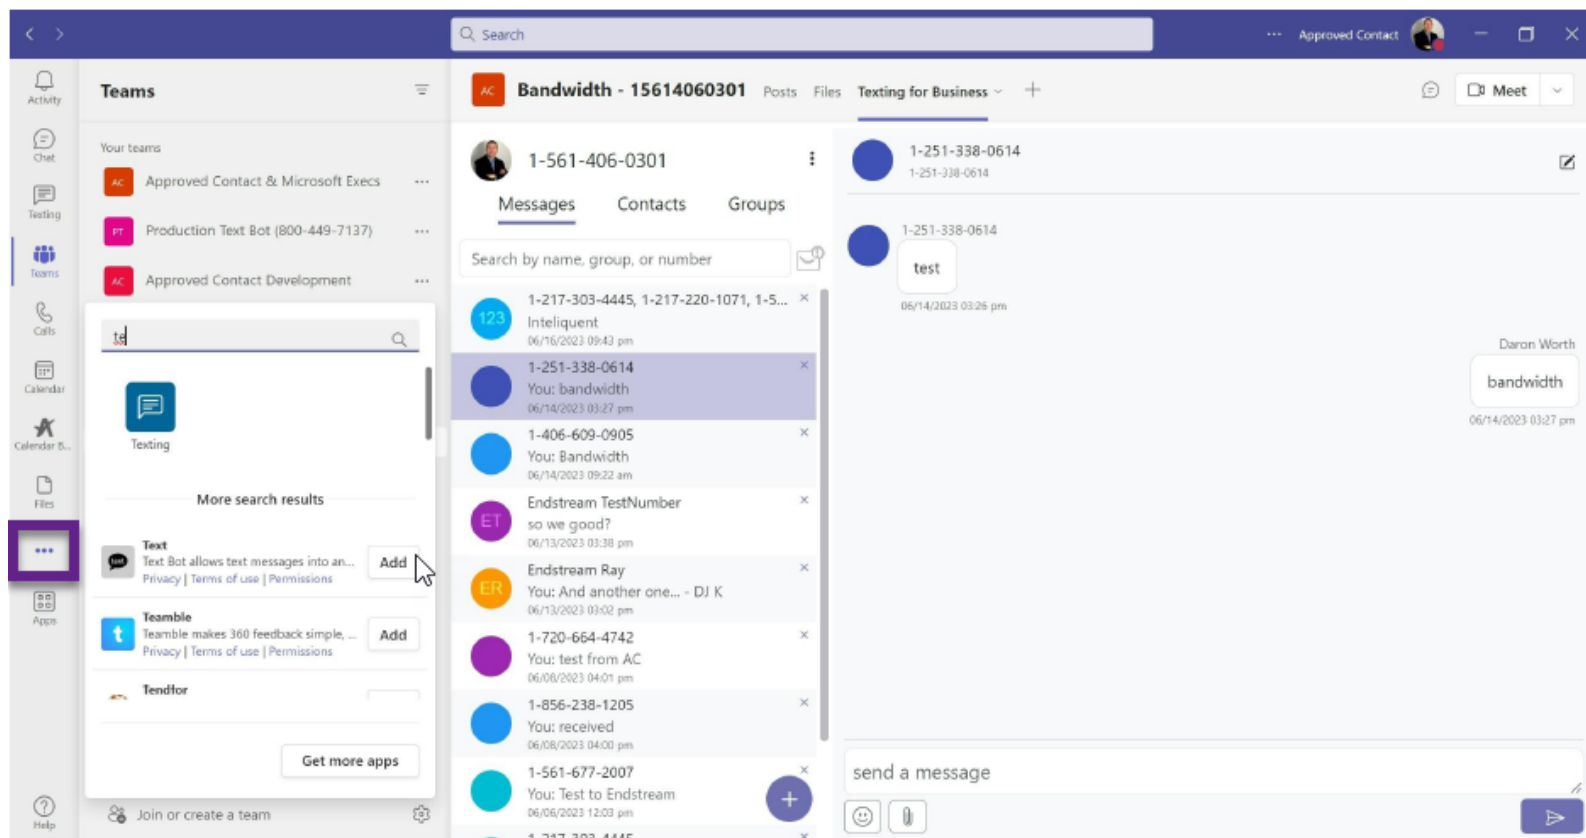 Search
Approved Contact
Activity
Chat
Texting
Teams
Calls
Calendar
Calendar B...
Files
Apps
Help
Teams
Your teams
AC Approved Contact & Microsoft Execs
PT Production Text Bot (800-449-7137)
AC Approved Contact Development
te
Texting
More search results
Text
Text Bot allows text messages into an...
Privacy | Terms of use | Permissions
Add
Teamble
Teamble makes 360 feedback simple, ...
Privacy | Terms of use | Permissions
Add
Tendfor
Get more apps
Join or create a team
AC Bandwidth - 15614060301 Posts Files Texting for Business
Meet
1-561-406-0301
Messages Contacts Groups
Search by name, group, or number
123
1-217-303-4445, 1-217-220-1071, 1-5...
Inteliquent
06/16/2023 09:43 pm
1-251-338-0614
You: bandwidth
06/14/2023 03:27 pm
1-406-609-0905
You: Bandwidth
06/14/2023 09:22 am
ET
Endstream TestNumber
so we good?
06/13/2023 03:38 pm
ER
Endstream Ray
You: And another one... - DJ K
06/13/2023 03:02 pm
1-720-664-4742
You: test from AC
06/08/2023 04:01 pm
1-856-238-1205
You: received
06/08/2023 04:00 pm
1-561-677-2007
You: Test to Endstream
06/06/2023 12:03 pm
1-217-303-4445
1-251-338-0614
1-251-338-0614
1-251-338-0614
test
06/14/2023 03:26 pm
Daron Worth
bandwidth
06/14/2023 03:27 pm
send a message